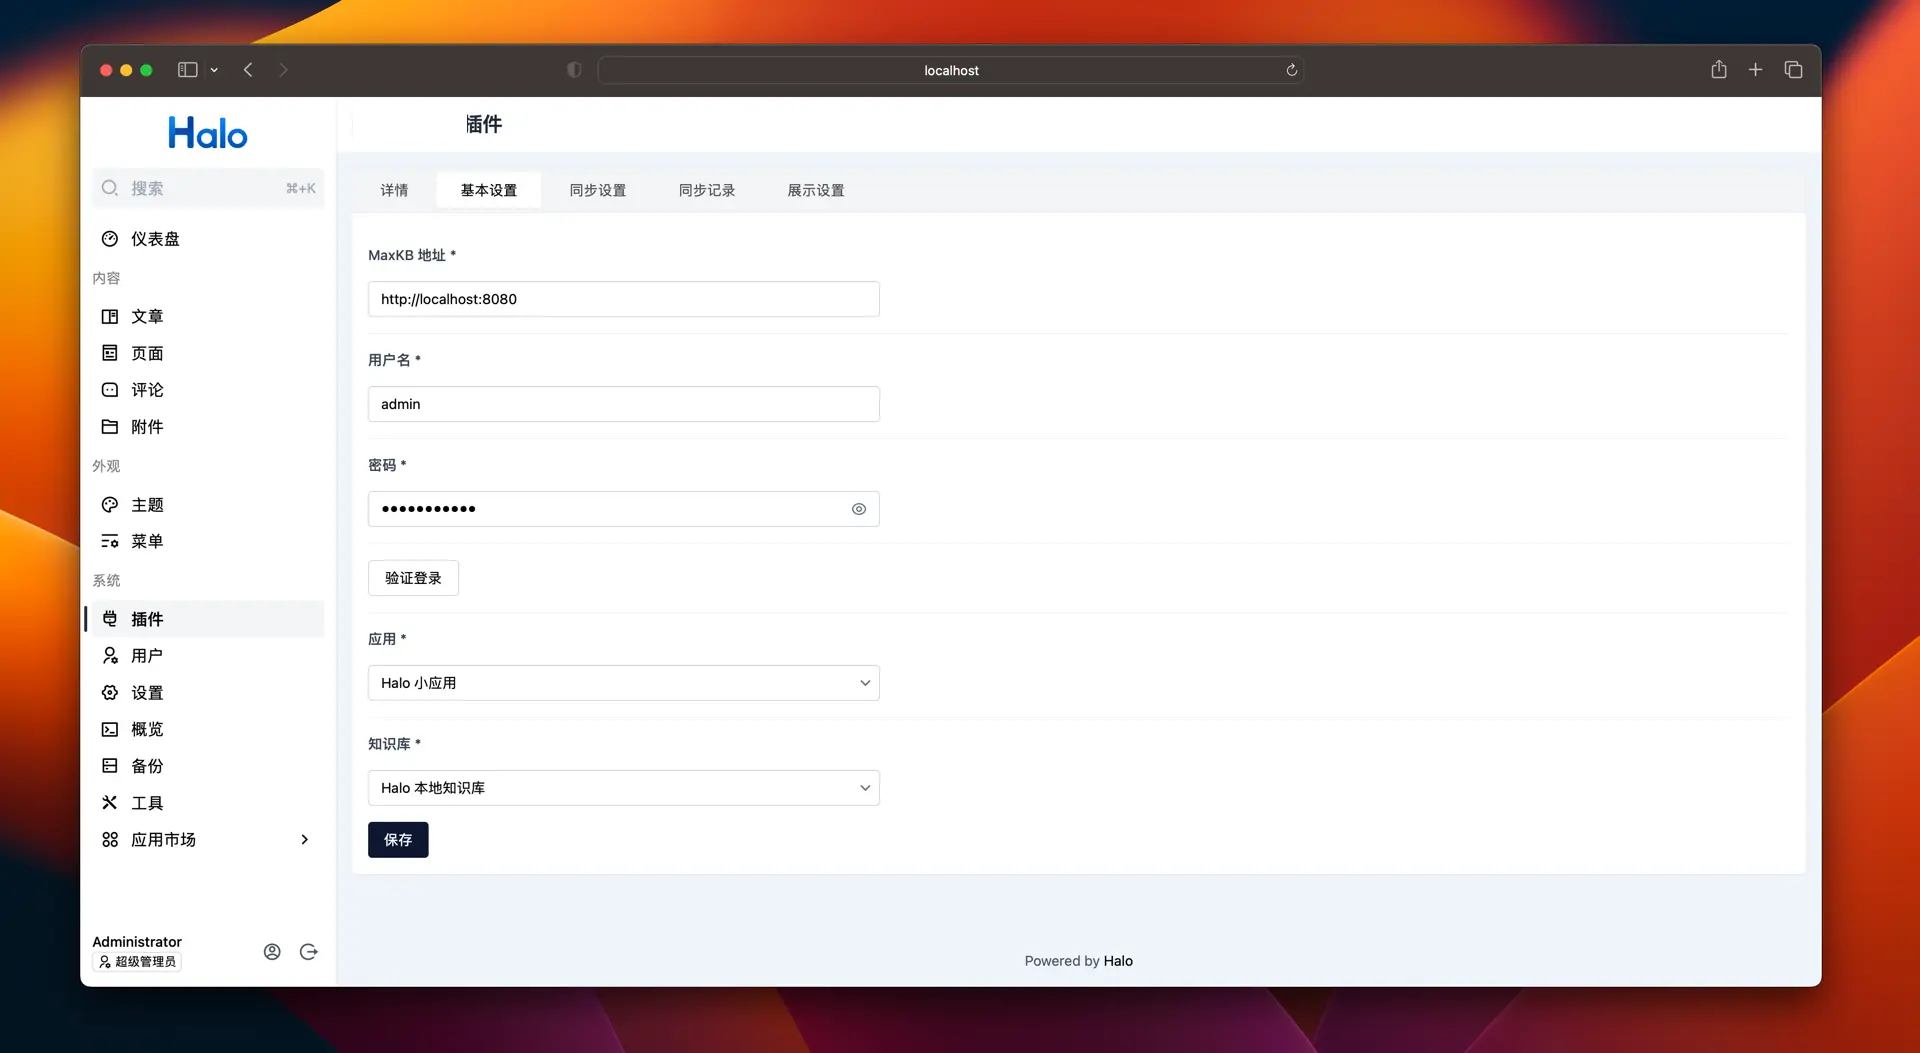 localhost
Halo
搜索 ⌘+K
仪表盘
内容
文章
页面
评论
附件
外观
主题
菜单
系统
插件
用户
设置
概览
备份
工具
应用市场
Administrator
超级管理员
插件
详情 基本设置 同步设置 同步记录 展示设置
MaxKB 地址 *
http://localhost:8080
用户名 *
admin
密码 *
•••••••••••
验证登录
应用 *
Halo 小应用
知识库 *
Halo 本地知识库
保存
Powered by Halo